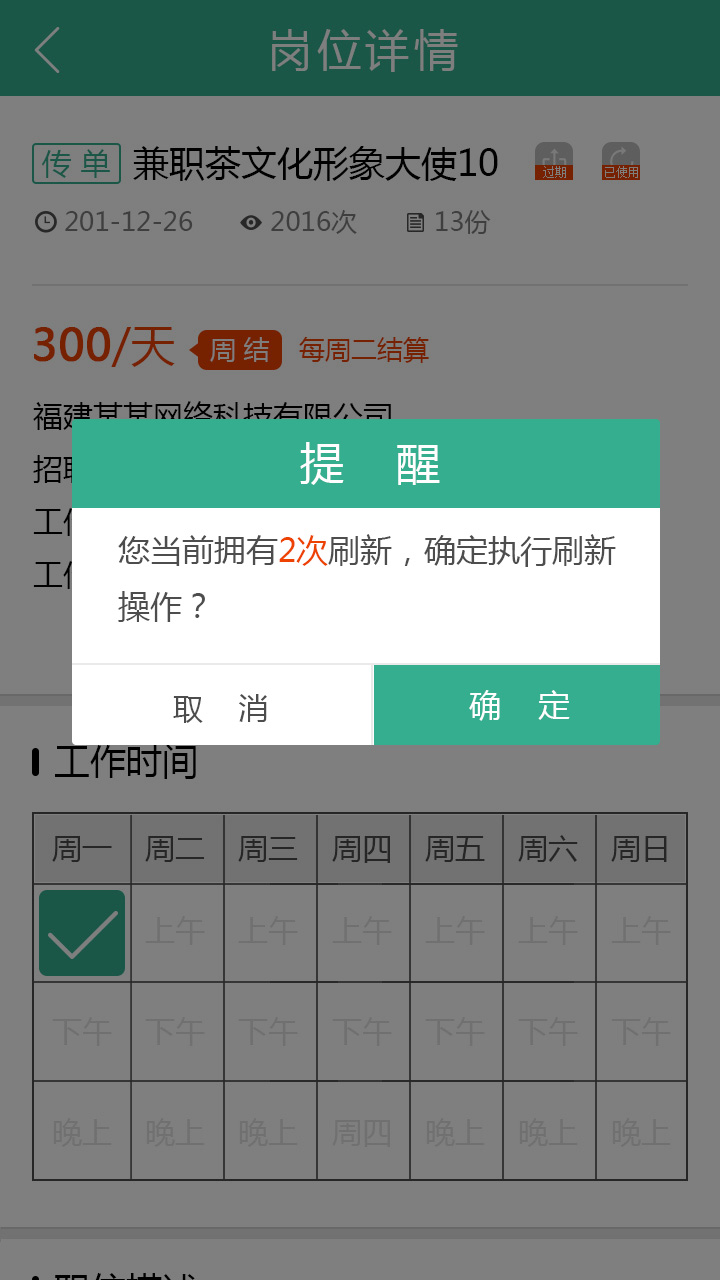 岗位详情
传单 兼职茶文化形象大使10 过期 已使用
201-12-26 2016次 13份
300/天 周结 每周二结算
福建某某网络科技有限公司
招聘
工作
工作
提 醒
您当前拥有2次刷新，确定执行刷新
操作？
取 消 确 定
工作时间
周一 周二 周三 周四 周五 周六 周日
上午 上午 上午 上午 上午 上午
下午 下午 下午 下午 下午 下午 下午
晚上 晚上 晚上 周四 晚上 晚上 晚上
职位描述